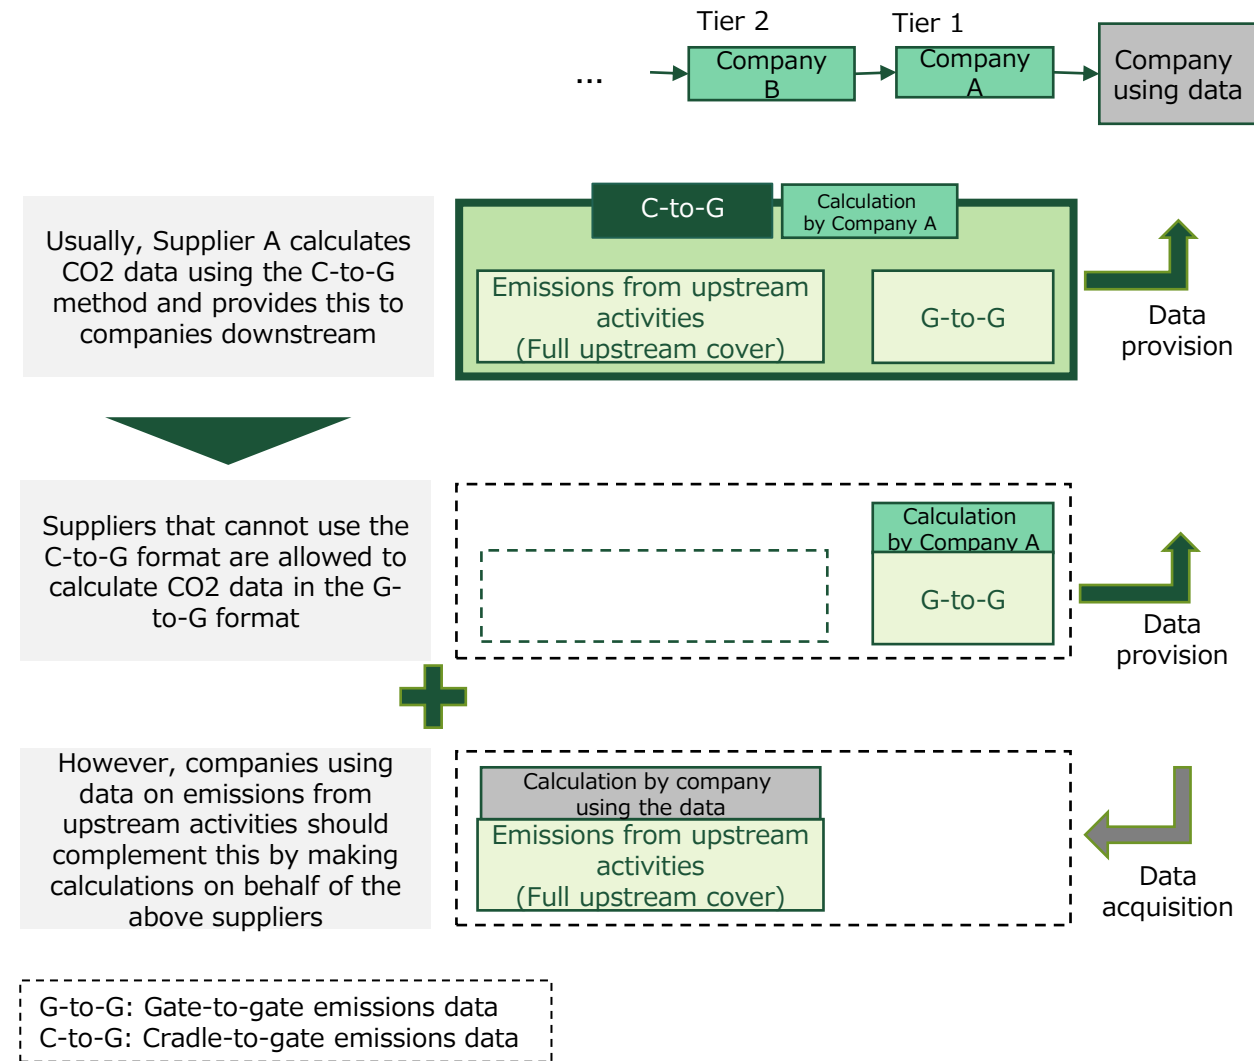 Tier 2
Tier 1
...
Company
B
Company
A
Company
using data
Usually, Supplier A calculates
CO2 data using the C-to-G
method and provides this to
companies downstream
C-to-G
Calculation
by Company A
Emissions from upstream
activities
(Full upstream cover)
G-to-G
Data
provision
Suppliers that cannot use the
C-to-G format are allowed to
calculate CO2 data in the G-
to-G format
Calculation
by Company A
G-to-G
Data
provision
However, companies using
data on emissions from
upstream activities should
complement this by making
calculations on behalf of the
above suppliers
Calculation by company
using the data
Emissions from upstream
activities
(Full upstream cover)
Data
acquisition
G-to-G: Gate-to-gate emissions data
C-to-G: Cradle-to-gate emissions data